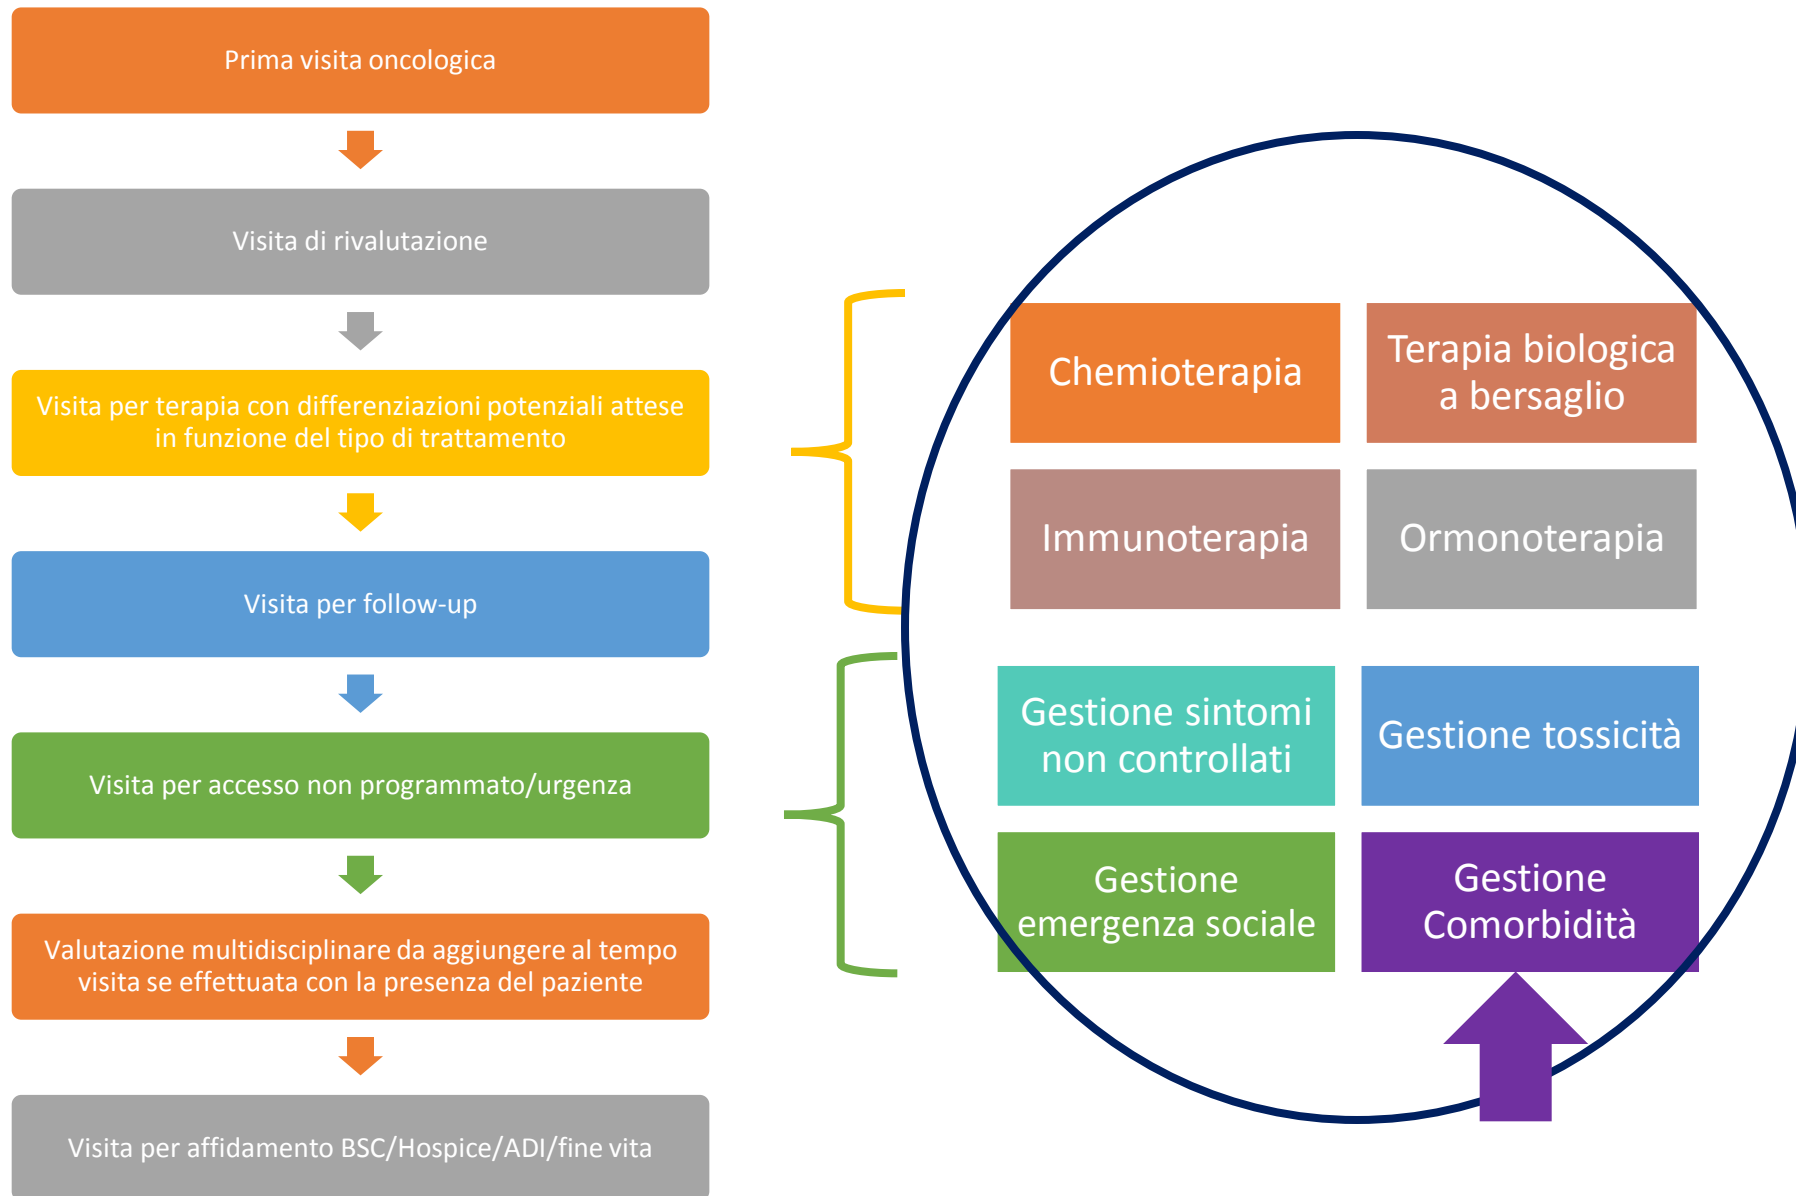 Prima visita oncologica
Visita di rivalutazione
Visita per terapia con differenziazioni potenziali attese
in funzione del tipo di trattamento
Visita per follow-up
Visita per accesso non programmato/urgenza
Valutazione multidisciplinare da aggiungere al tempo
visita se effettuata con la presenza del paziente
Visita per affidamento BSC/Hospice/ADI/fine vita
Chemioterapia
Terapia biologica
a bersaglio
Immunoterapia
Ormonoterapia
Gestione sintomi
non controllati
Gestione tossicità
Gestione
emergenza sociale
Gestione
Comorbidità